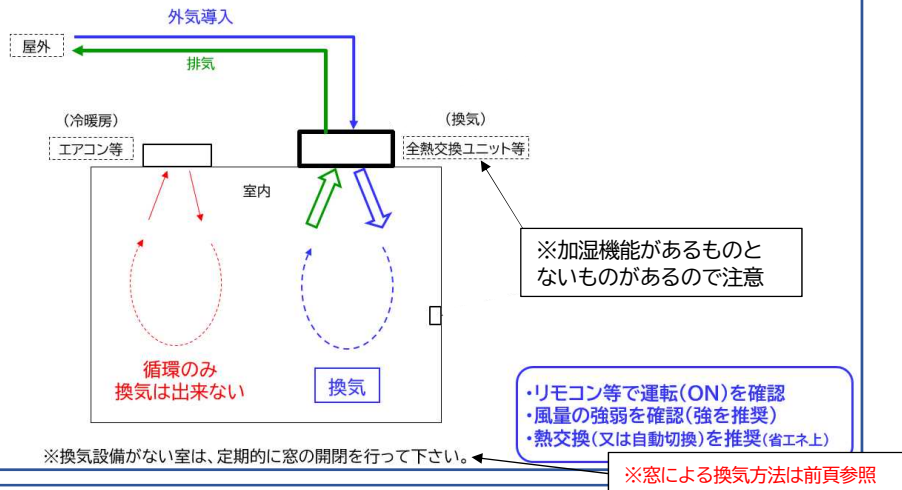 外気導入
屋外
排気
（冷暖房）
（換気）
エアコン等
全熱交換ユニット等
室内
※加湿機能があるものと
ないものがあるので注意
循環のみ
換気は出来ない
換気
・リモコン等で運転(ON)を確認
・風量の強弱を確認(強を推奨)
・熱交換(又は自動切換)を推奨(省エネ上)
※換気設備がない室は、定期的に窓の開閉を行って下さい。
※窓による換気方法は前頁参照